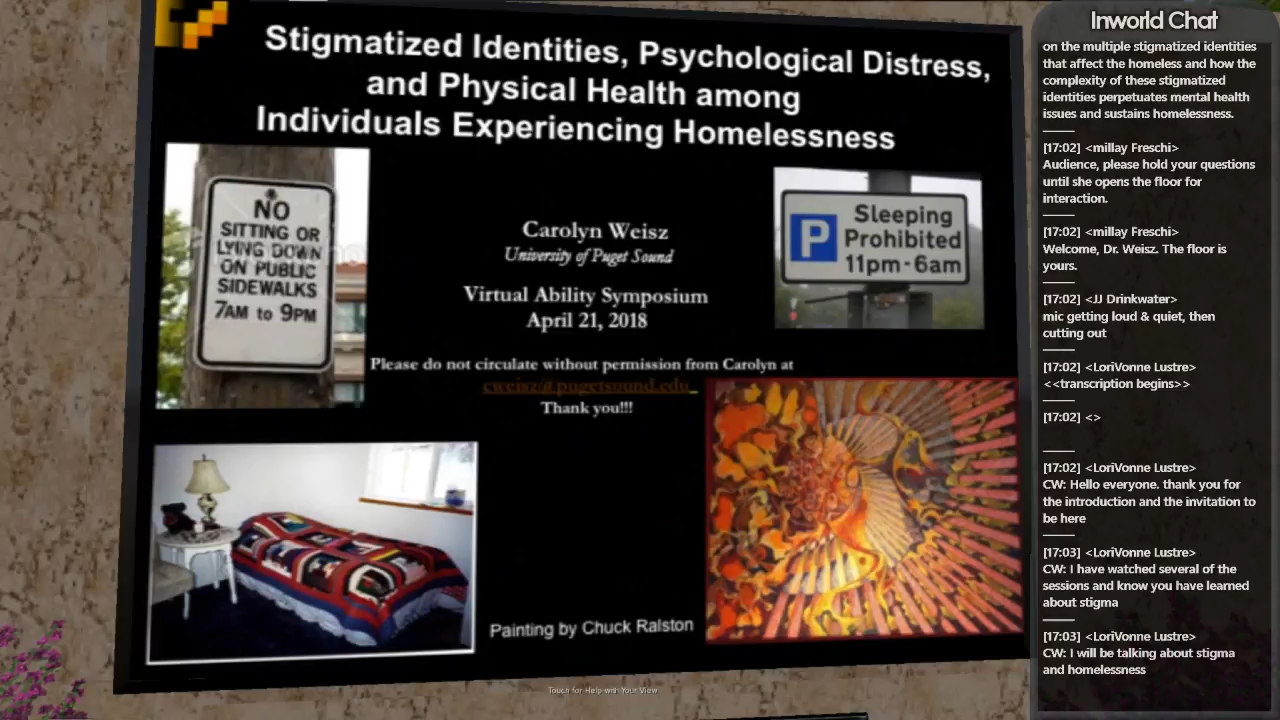 Stigmatized Identities, Psychological Distress,
and Physical Health among
Individuals Experiencing Homelessness
NO
SITTING OR
LYING DOWN
ON PUBLIC
SIDEWALKS
7AM to 9PM
Carolyn Weisz
University of Puget Sound
Virtual Ability Symposium
April 21, 2018
P
Sleeping
Prohibited
11pm-6am
Please do not circulate without permission from Carolyn at
cweisz@pugetsound.edu
Thank you!!!
Painting by Chuck Ralston
Touch for Help with Your View
Inworld Chat
on the multiple stigmatized identities
that affect the homeless and how the
complexity of these stigmatized
identities perpetuates mental health
issues and sustains homelessness.
[17:02] <millay Freschi>
Audience, please hold your questions
until she opens the floor for
interaction.
[17:02] <millay Freschi>
Welcome, Dr. Weisz. The floor is
yours.
[17:02] <JJ Drinkwater>
mic getting loud & quiet, then
cutting out
[17:02] <LoriVonne Lustre>
<<transcription begins>>
[17:02] <>
[17:02] <LoriVonne Lustre>
CW: Hello everyone. thank you for
the introduction and the invitation to
be here
[17:03] <LoriVonne Lustre>
CW: I have watched several of the
sessions and know you have learned
about stigma
[17:03] <LoriVonne Lustre>
CW: I will be talking about stigma
and homelessness